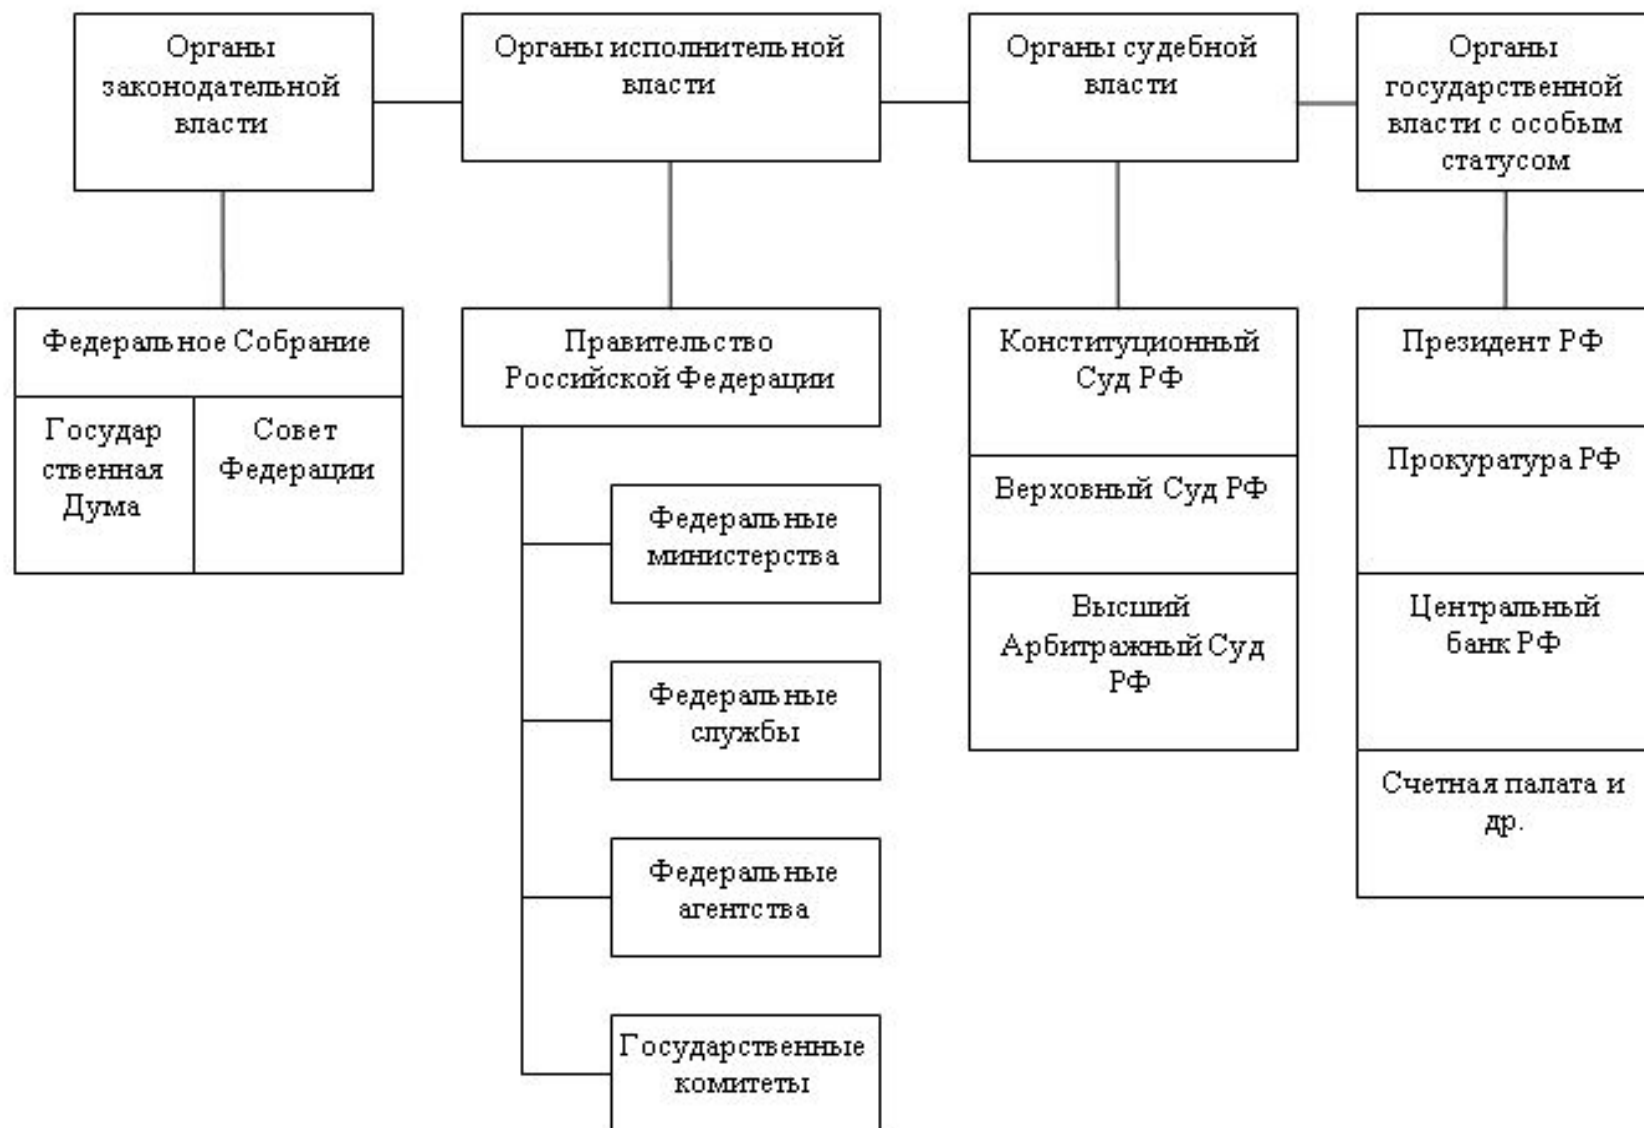 Органы
законодательной
власти
Органы исполнительной
власти
Органы судебной
власти
Органы
государственной
власти с особым
статусом
Федеральное Собрание
Государ
ственная
Дума
Совет
Федерации
Правительство
Российской Федерации
Федеральные
министерства
Федеральные
службы
Федеральные
агентства
Государственные
комитеты
Конституционный
Суд РФ
Верховный Суд РФ
Высший
Арбитражный Суд
РФ
Президент РФ
Прокуратура РФ
Центральный
банк РФ
Счетная палата и
др.